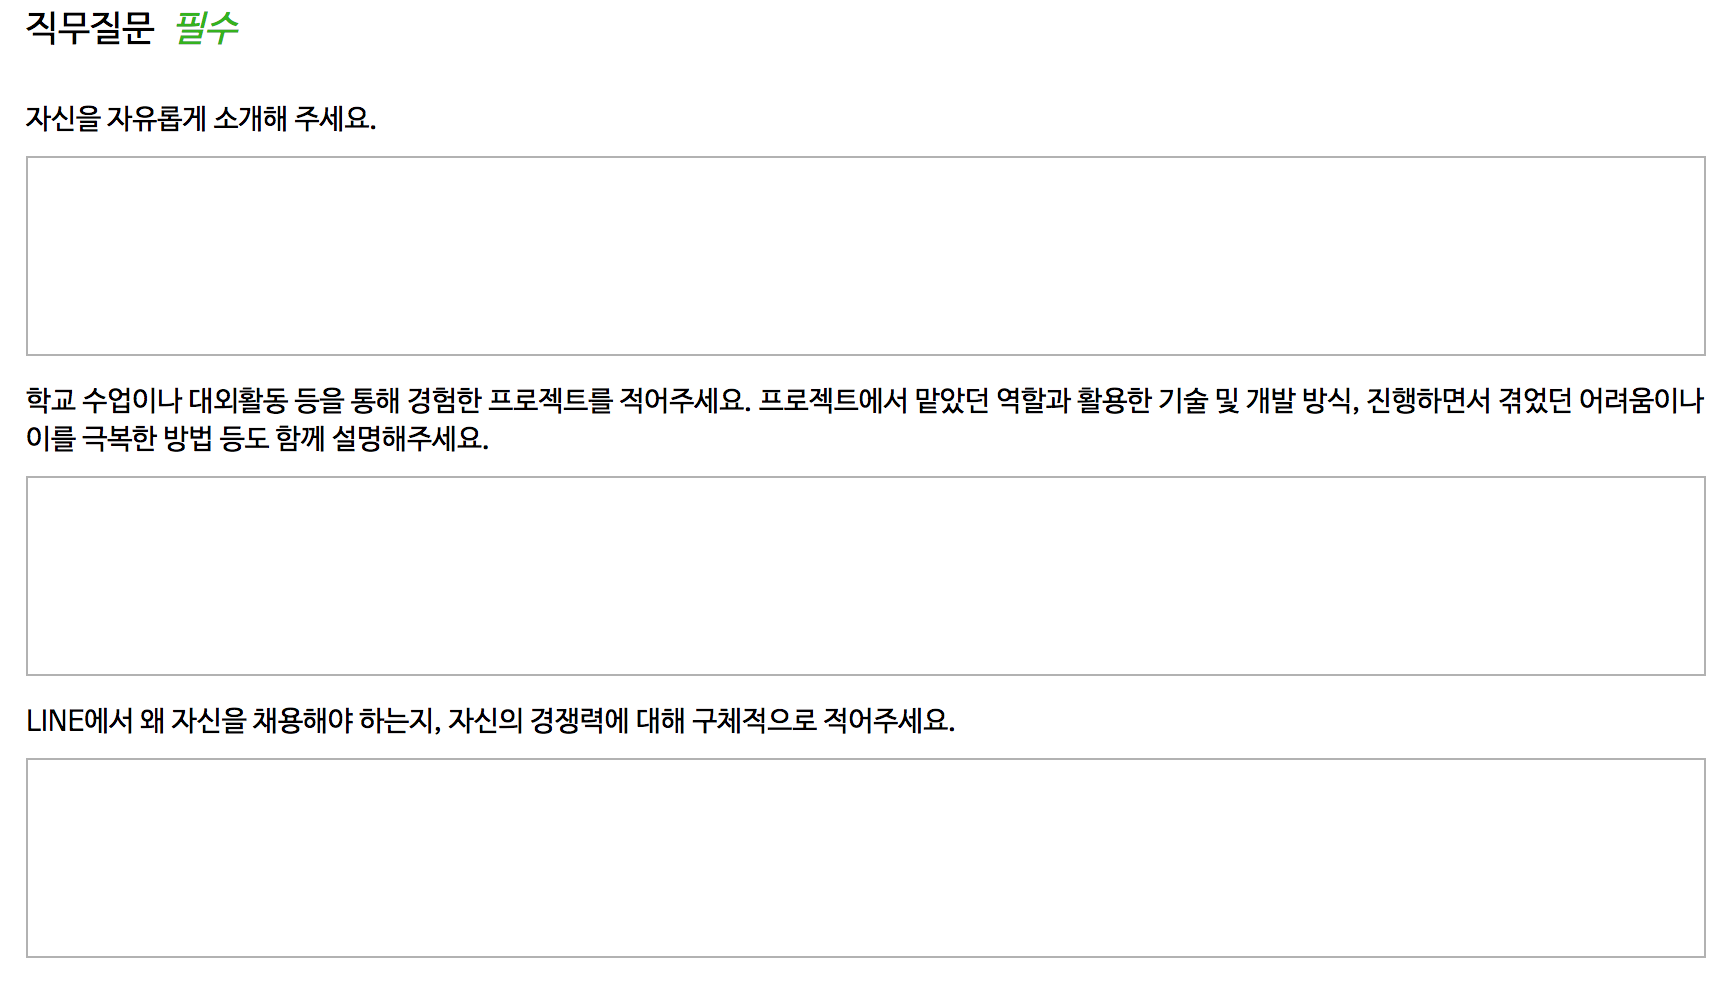 직무질문 필수
자신을 자유롭게 소개해 주세요.
학교 수업이나 대외활동 등을 통해 경험한 프로젝트를 적어주세요. 프로젝트에서 맡았던 역할과 활용한 기술 및 개발 방식, 진행하면서 겪었던 어려움이나
이를 극복한 방법 등도 함께 설명해주세요.
LINE에서 왜 자신을 채용해야 하는지, 자신의 경쟁력에 대해 구체적으로 적어주세요.